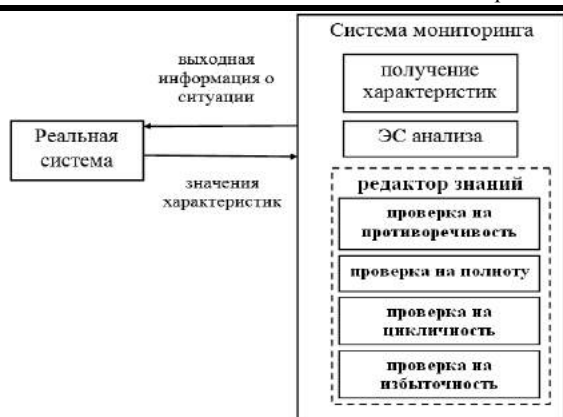 Система мониторинга
выходная
информация о
ситуации
получение
характеристик
Реальная
система
ЭС анализа
значения
характеристик
редактор знаний
проверка на
противоречивость
проверка на полноту
проверка на
цикличность
проверка на
избыточность